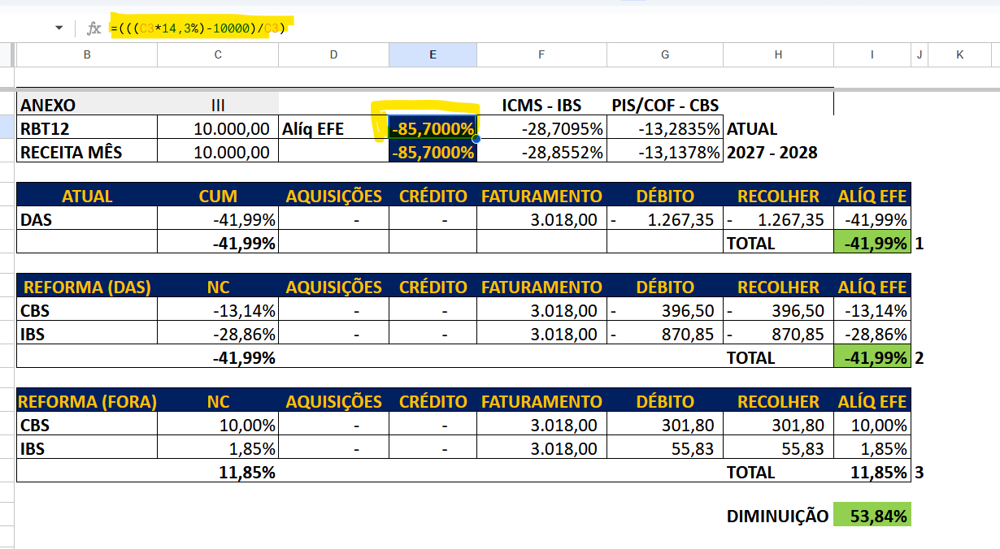 fx =(((C3*14,3%)-10000)/C3)
B C D E F G H I J K
ANEXO III ICMS - IBS PIS/COF - CBS
RBT12 10.000,00 Alíq EFE -85,7000% -28,7095% -13,2835% ATUAL
RECEITA MÊS 10.000,00 -85,7000% -28,8552% -13,1378% 2027 - 2028
ATUAL CUM AQUISIÇÕES CRÉDITO FATURAMENTO DÉBITO RECOLHER ALÍQ EFE
DAS -41,99% - - 3.018,00 - 1.267,35 - 1.267,35 -41,99%
-41,99% TOTAL -41,99% 1
REFORMA (DAS) NC AQUISIÇÕES CRÉDITO FATURAMENTO DÉBITO RECOLHER ALÍQ EFE
CBS -13,14% - - 3.018,00 - 396,50 - 396,50 -13,14%
IBS -28,86% - - 3.018,00 - 870,85 - 870,85 -28,86%
-41,99% TOTAL -41,99% 2
REFORMA (FORA) NC AQUISIÇÕES CRÉDITO FATURAMENTO DÉBITO RECOLHER ALÍQ EFE
CBS 10,00% - - 3.018,00 301,80 301,80 10,00%
IBS 1,85% - - 3.018,00 55,83 55,83 1,85%
11,85% TOTAL 11,85% 3
DIMINUIÇÃO 53,84%